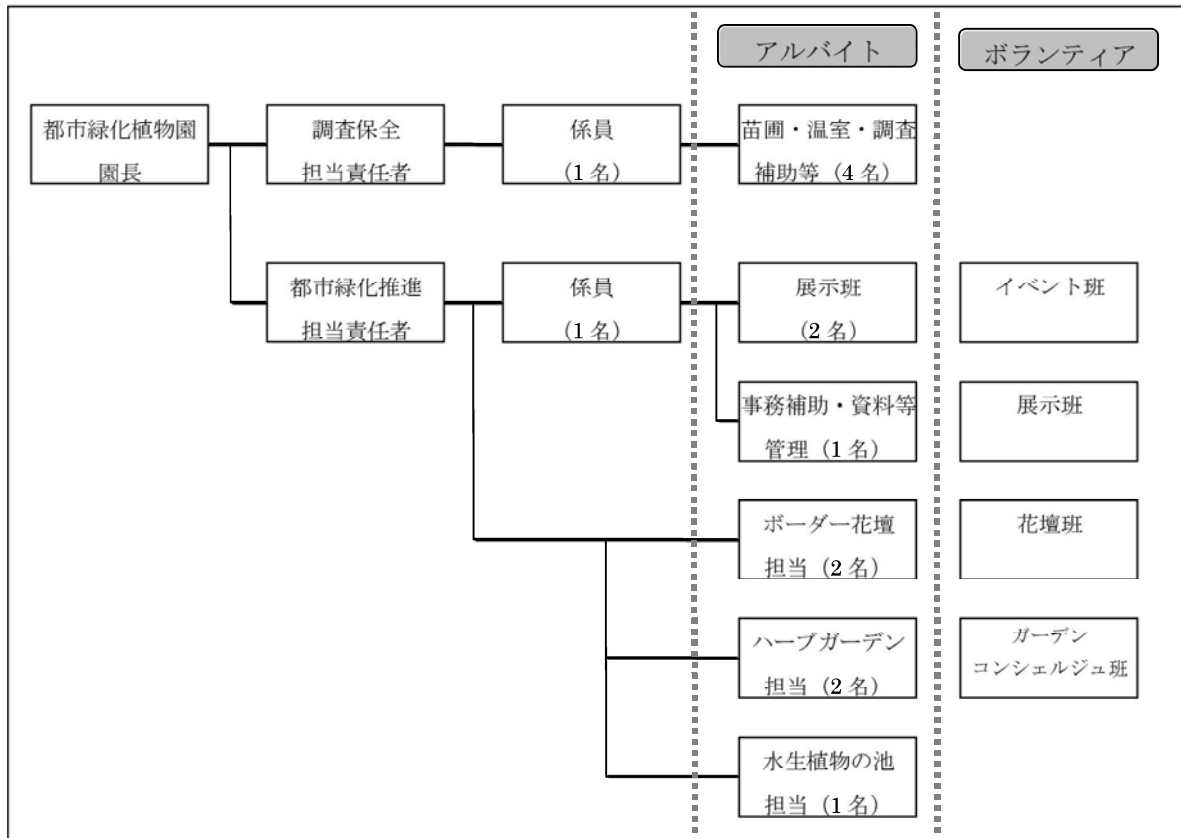 アルバイト
ボランティア
都市緑化植物園
園長
調査保全
担当責任者
係員
(1名)
苗圃・温室・調査
補助等(4名)
都市緑化推進
担当責任者
係員
(1名)
展示班
(2名)
イベント班
事務補助・資料等
管理(1名)
展示班
ボーダー花壇
担当(2名)
花壇班
ハーブガーデン
担当(2名)
ガーデン
コンシェルジュ班
水生植物の池
担当(1名)